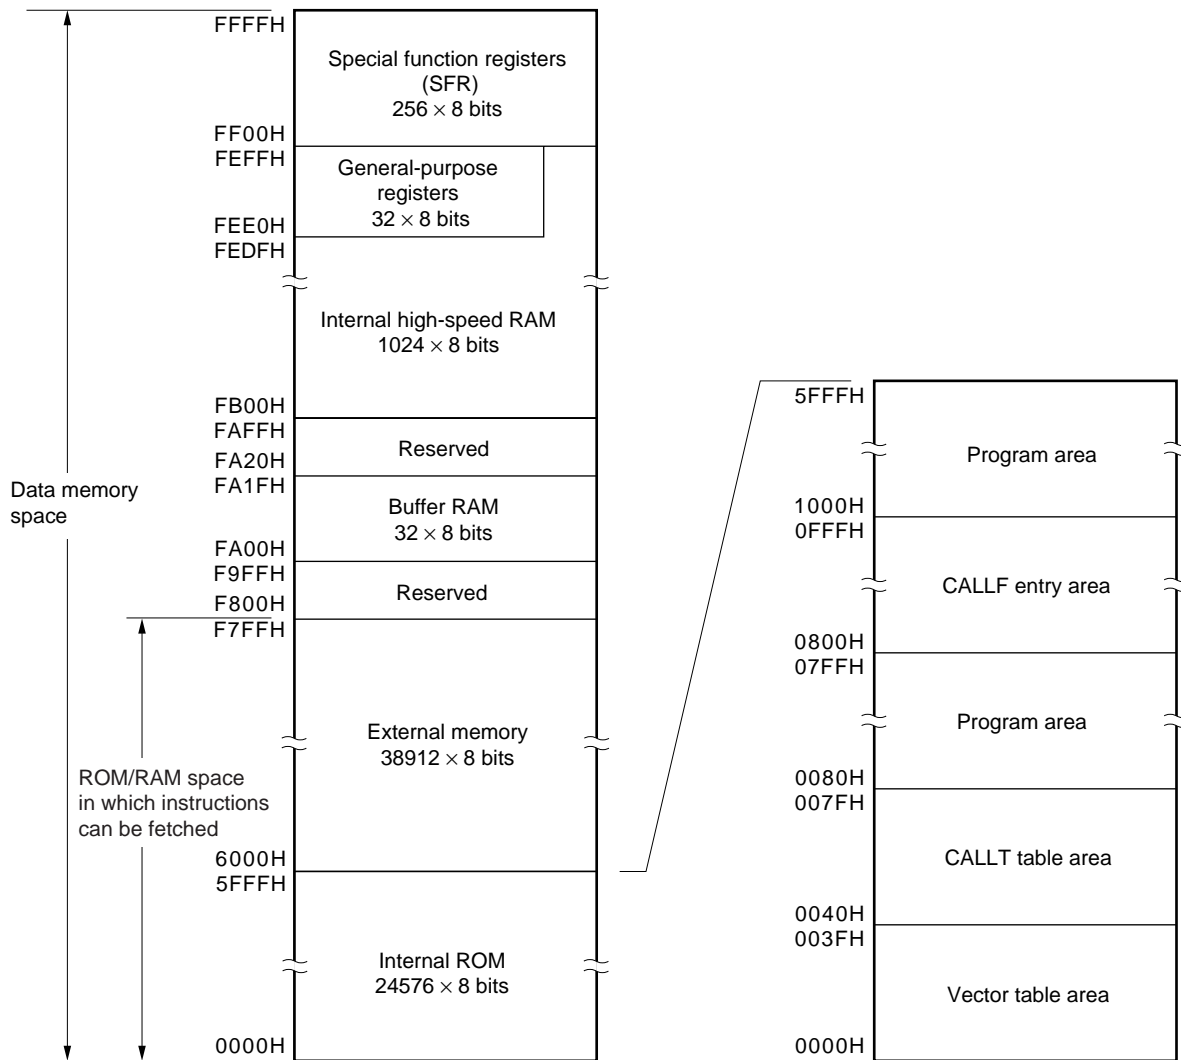 FFFFH
Special function registers
(SFR)
256 × 8 bits
FF00H
FEFFH
General-purpose
registers
32 × 8 bits
FEE0H
FEDFH
Internal high-speed RAM
1024 × 8 bits
FB00H
FAFFH
Reserved
FA20H
FA1FH
Data memory
space
Buffer RAM
32 × 8 bits
FA00H
F9FFH
Reserved
F800H
F7FFH
External memory
38912 × 8 bits
ROM/RAM space
in which instructions
can be fetched
6000H
5FFFH
Internal ROM
24576 × 8 bits
0000H
5FFFH
Program area
1000H
0FFFH
CALLF entry area
0800H
07FFH
Program area
0080H
007FH
CALLT table area
0040H
003FH
Vector table area
0000H